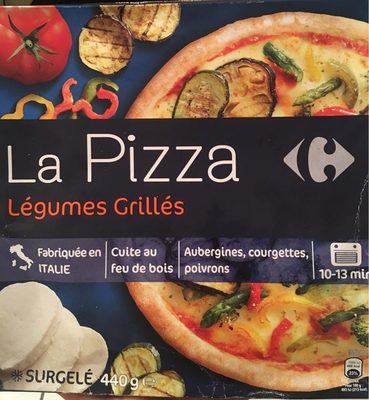 La Pizza
Légumes Grillés
Fabriquée en
ITALIE
Cuite au
feu de bois
Aubergines, courgettes,
poivrons
10-13 min
*SURGELÉ 440g e
23%